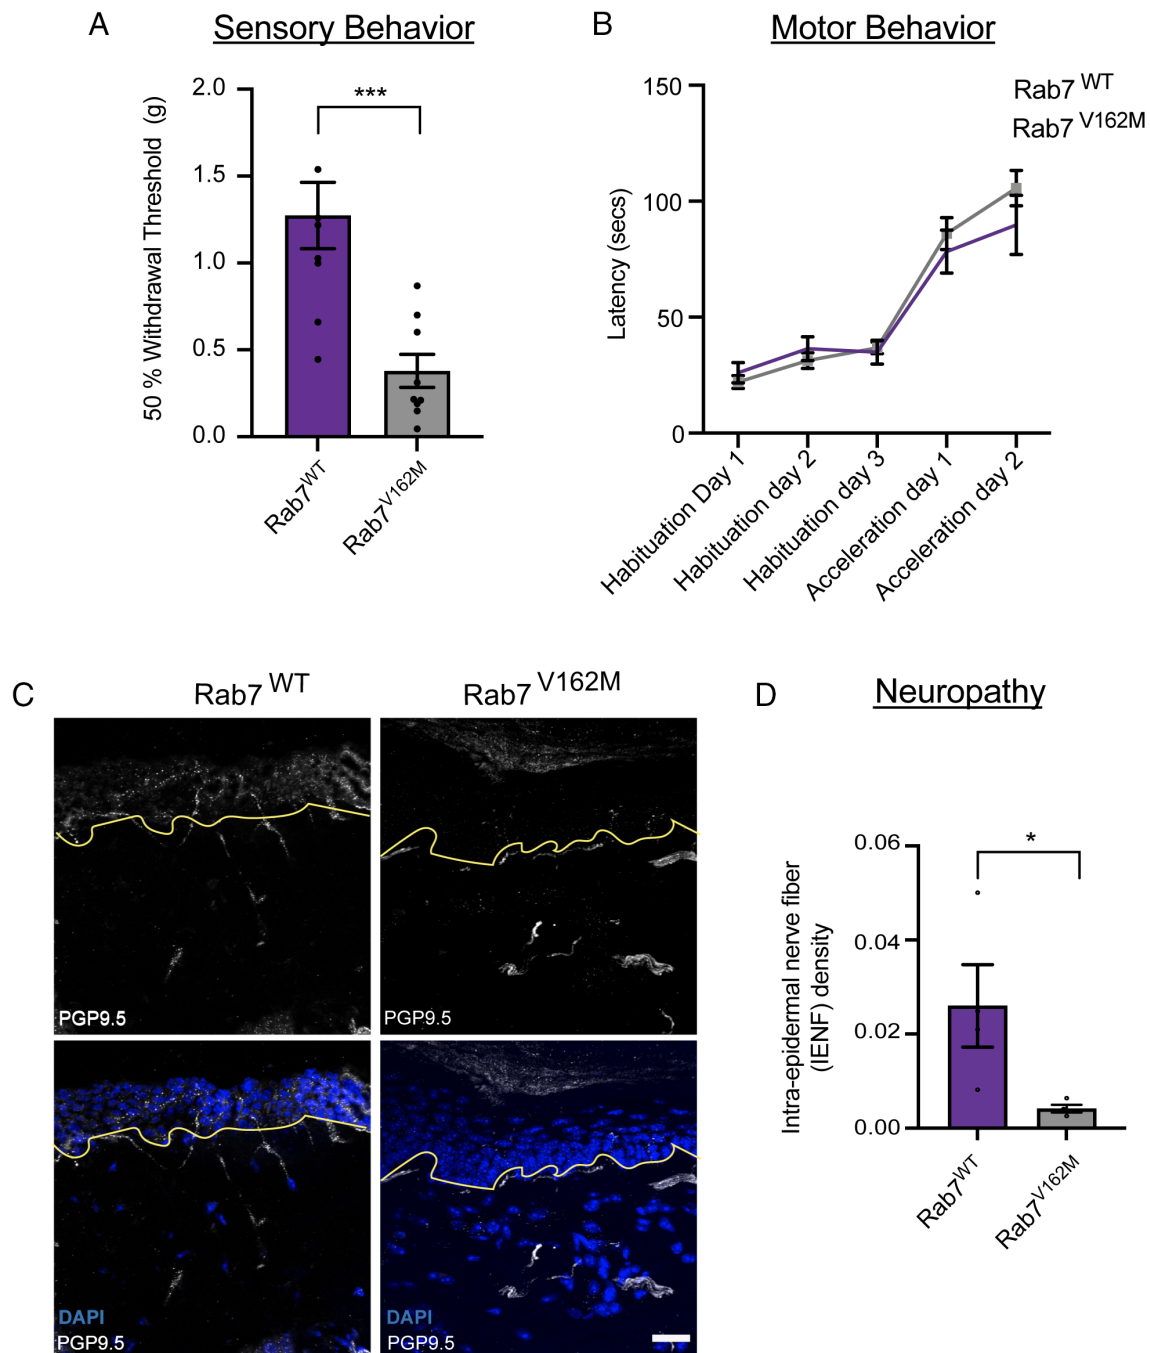 A
Sensory Behavior
2.0
1.5
1.0
0.5
0.0
50 % Withdrawal Threshold (g)
***
Rab7WT
Rab7V162M
B
Motor Behavior
150
100
50
0
Latency (secs)
Rab7 WT
Rab7 V162M
Habituation Day 1
Habituation day 2
Habituation day 3
Acceleration day 1
Acceleration day 2
C
Rab7 WT
Rab7 V162M
PGP9.5
PGP9.5
DAPI
PGP9.5
DAPI
PGP9.5
D
Neuropathy
0.06
0.04
0.02
0.00
Intra-epidermal nerve fiber
(IENF) density
*
Rab7WT
Rab7V162M